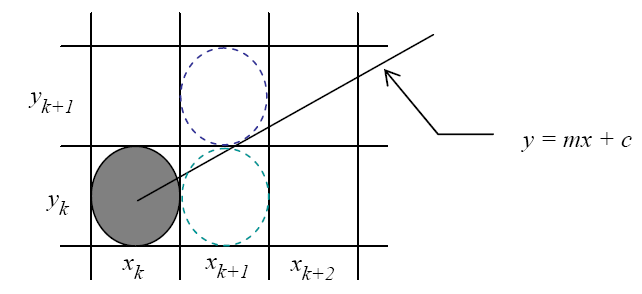 y_{k+1}
y = mx + c
y_k
x_k x_{k+1} x_{k+2}